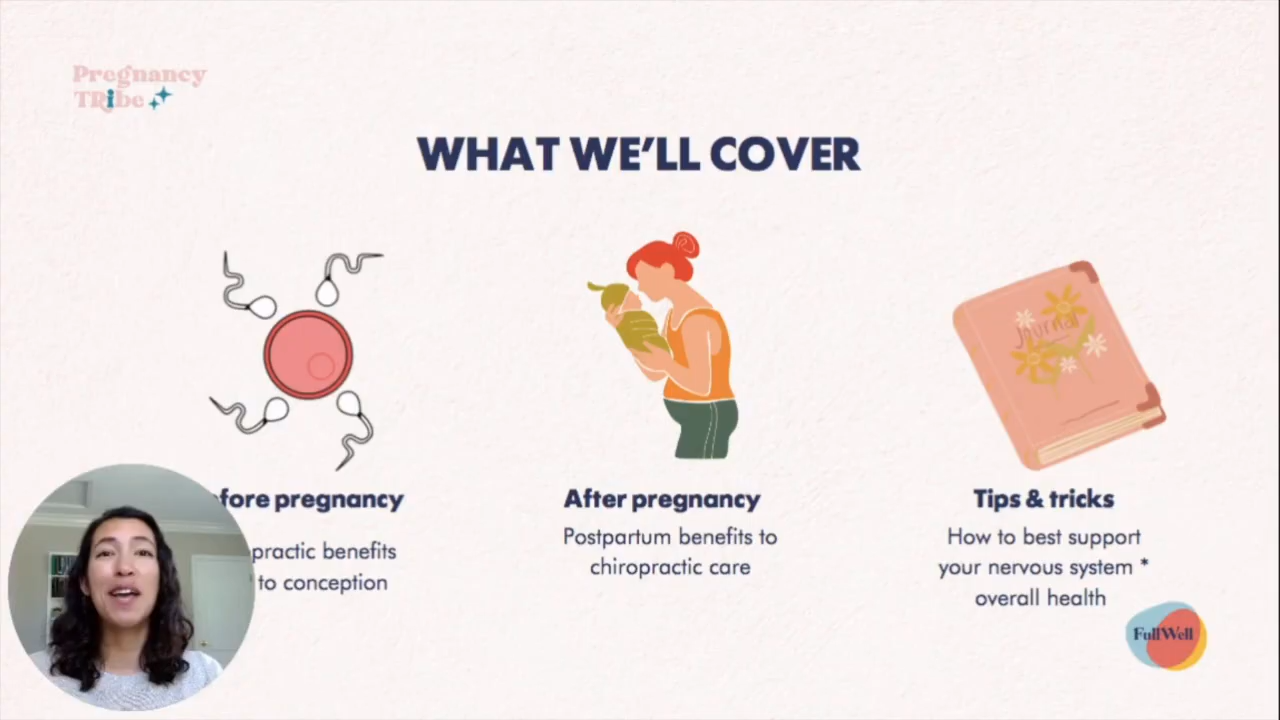 Pregnancy
TRibe
WHAT WE'LL COVER
Journal
fore pregnancy
practic benefits
to conception
After pregnancy
Postpartum benefits to
chiropractic care
Tips & tricks
How to best support
your nervous system *
overall health
FullWell